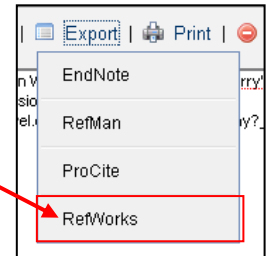 | Export | Print |
EndNote
RefMan
ProCite
RefWorks